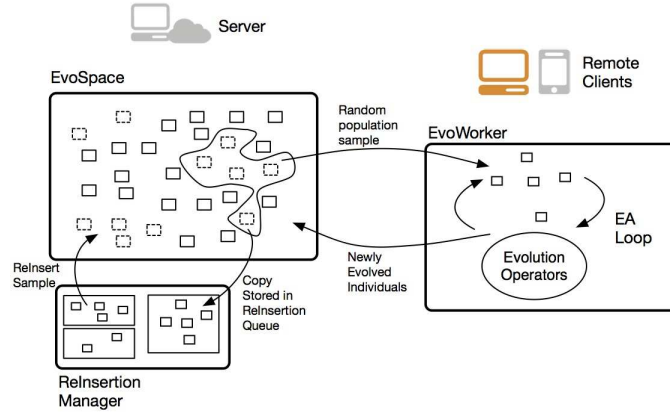 Server
Remote
Clients
EvoSpace
Random
population
sample
EvoWorker
EA
Loop
Evolution
Operators
Newly
Evolved
Individuals
ReInsert
Sample
Copy
Stored in
ReInsertion
Queue
ReInsertion
Manager